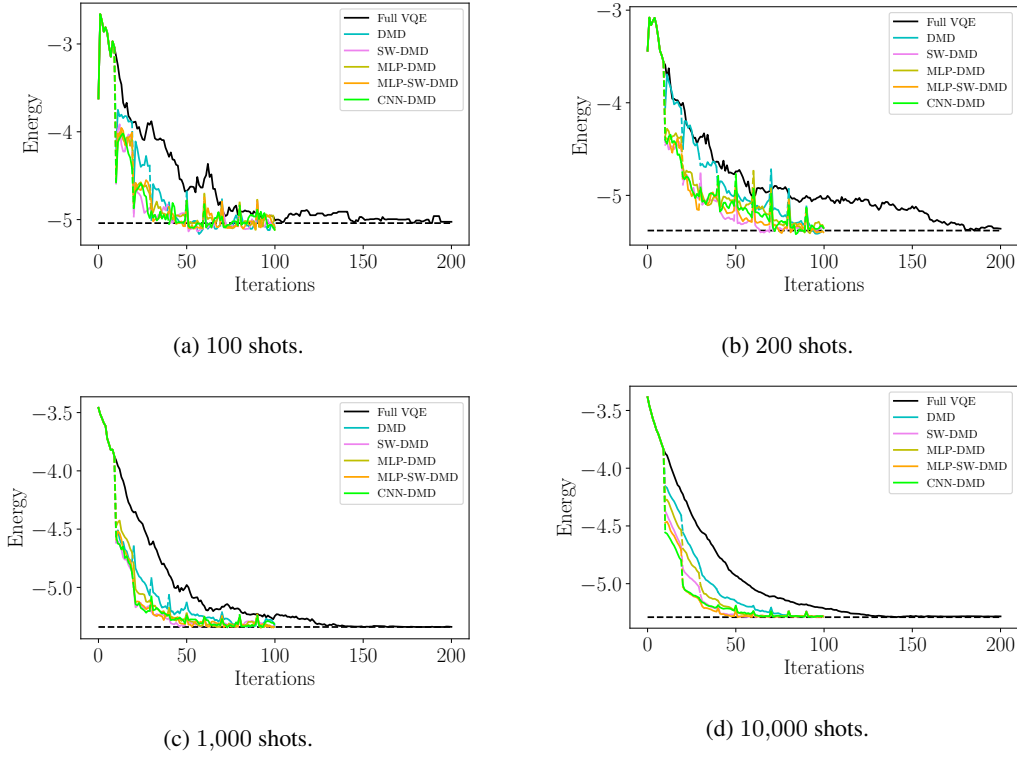 −3
−4
−5
Energy
0
50
100
150
200
Iterations
Full VQE
DMD
SW-DMD
MLP-DMD
MLP-SW-DMD
CNN-DMD
(a) 100 shots.
−3
−4
−5
Energy
0
50
100
150
200
Iterations
Full VQE
DMD
SW-DMD
MLP-DMD
MLP-SW-DMD
CNN-DMD
(b) 200 shots.
−3.5
−4.0
−4.5
−5.0
Energy
0
50
100
150
200
Iterations
Full VQE
DMD
SW-DMD
MLP-DMD
MLP-SW-DMD
CNN-DMD
(c) 1,000 shots.
−3.5
−4.0
−4.5
−5.0
Energy
0
50
100
150
200
Iterations
Full VQE
DMD
SW-DMD
MLP-DMD
MLP-SW-DMD
CNN-DMD
(d) 10,000 shots.